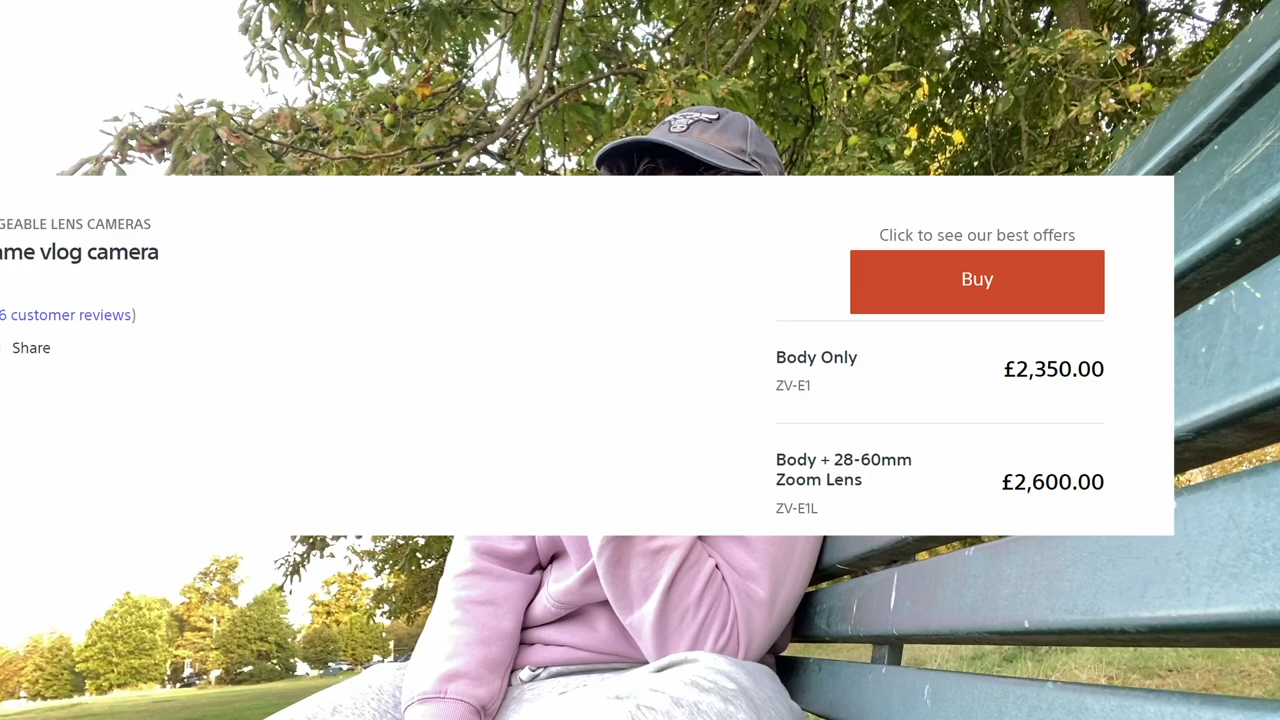 GEABLE LENS CAMERAS
ame vlog camera
6 customer reviews)
Share
Click to see our best offers
Buy
Body Only
ZV-E1
£2,350.00
Body + 28-60mm
Zoom Lens
ZV-E1L
£2,600.00